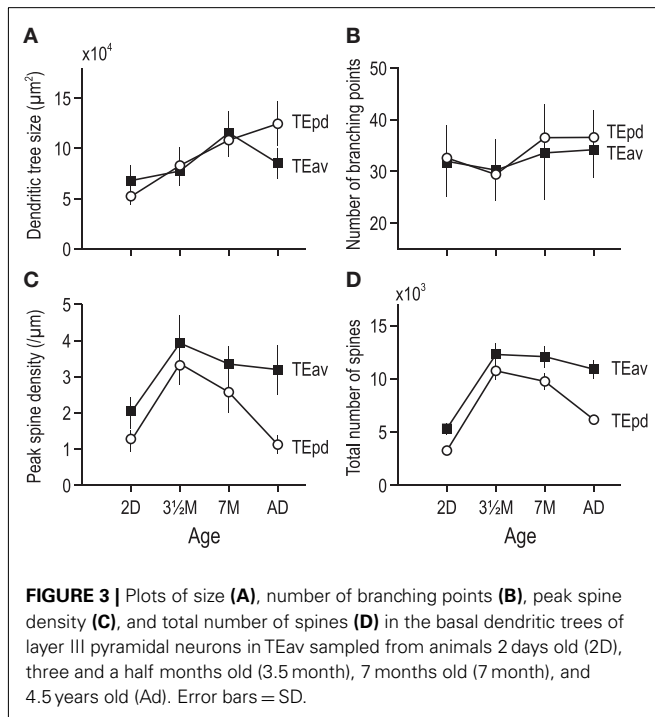 A
×10⁴
Dendritic tree size (µm²)
15
10
5
0
TEpd
TEav
B
Number of branching points
50
40
30
20
TEpd
TEav
C
Peak spine density (/µm)
5
4
3
2
1
0
TEav
TEpd
2D 3½M 7M AD
Age
D
×10³
Total number of spines
15
10
5
0
TEav
TEpd
2D 3½M 7M AD
Age
FIGURE 3 | Plots of size (A), number of branching points (B), peak spine
density (C), and total number of spines (D) in the basal dendritic trees of
layer III pyramidal neurons in TEav sampled from animals 2 days old (2D),
three and a half months old (3.5 month), 7 months old (7 month), and
4.5 years old (Ad). Error bars = SD.